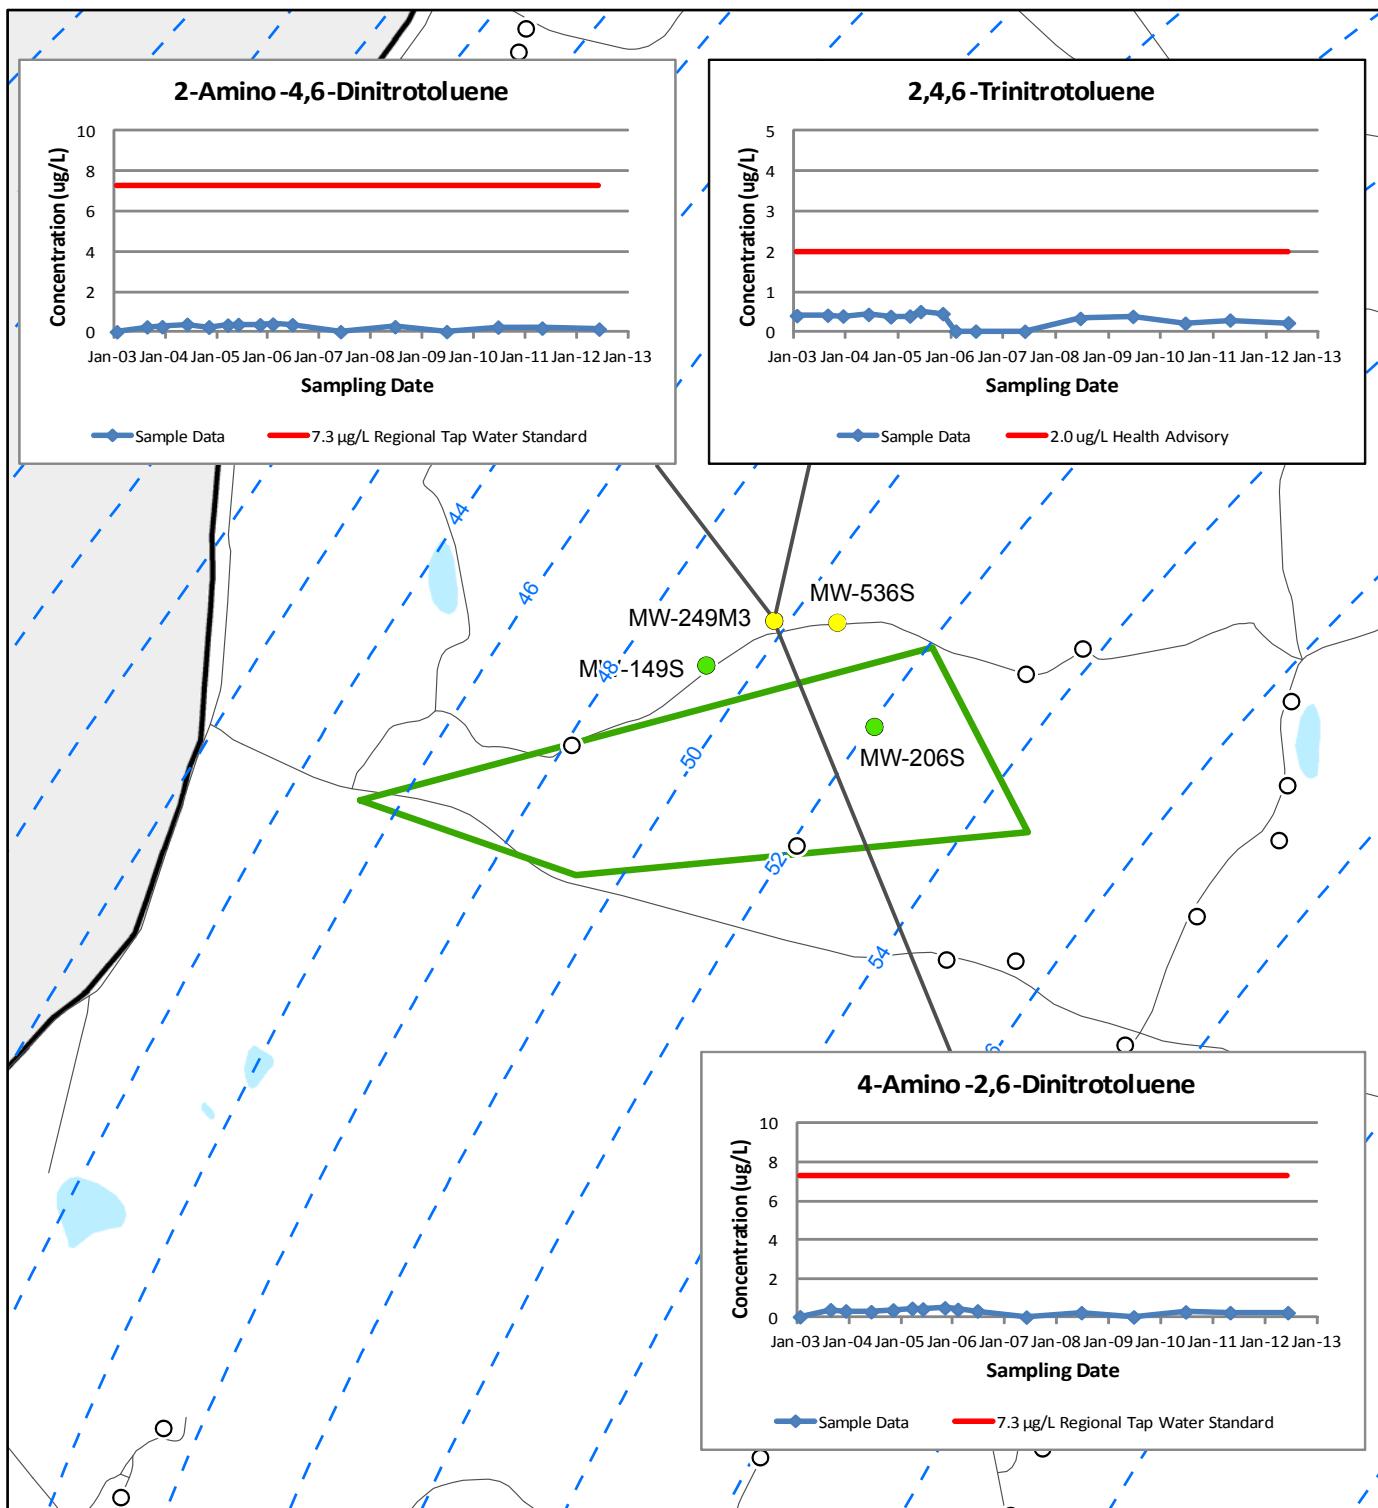 2-Amino-4,6-Dinitrotoluene
Concentration (ug/L)
10
8
6
4
2
0
Jan-03 Jan-04 Jan-05 Jan-06 Jan-07 Jan-08 Jan-09 Jan-10 Jan-11 Jan-12 Jan-13
Sampling Date
Sample Data 7.3 µg/L Regional Tap Water Standard
2,4,6-Trinitrotoluene
Concentration (ug/L)
5
4
3
2
1
0
Jan-03 Jan-04 Jan-05 Jan-06 Jan-07 Jan-08 Jan-09 Jan-10 Jan-11 Jan-12 Jan-13
Sampling Date
Sample Data 2.0 ug/L Health Advisory
44
46
MW-536S
MW-249M3
48
-149S
50
MW-206S
52
54
4-Amino-2,6-Dinitrotoluene
Concentration (ug/L)
10
8
6
4
2
0
Jan-03 Jan-04 Jan-05 Jan-06 Jan-07 Jan-08 Jan-09 Jan-10 Jan-11 Jan-12 Jan-13
Sampling Date
Sample Data 7.3 µg/L Regional Tap Water Standard